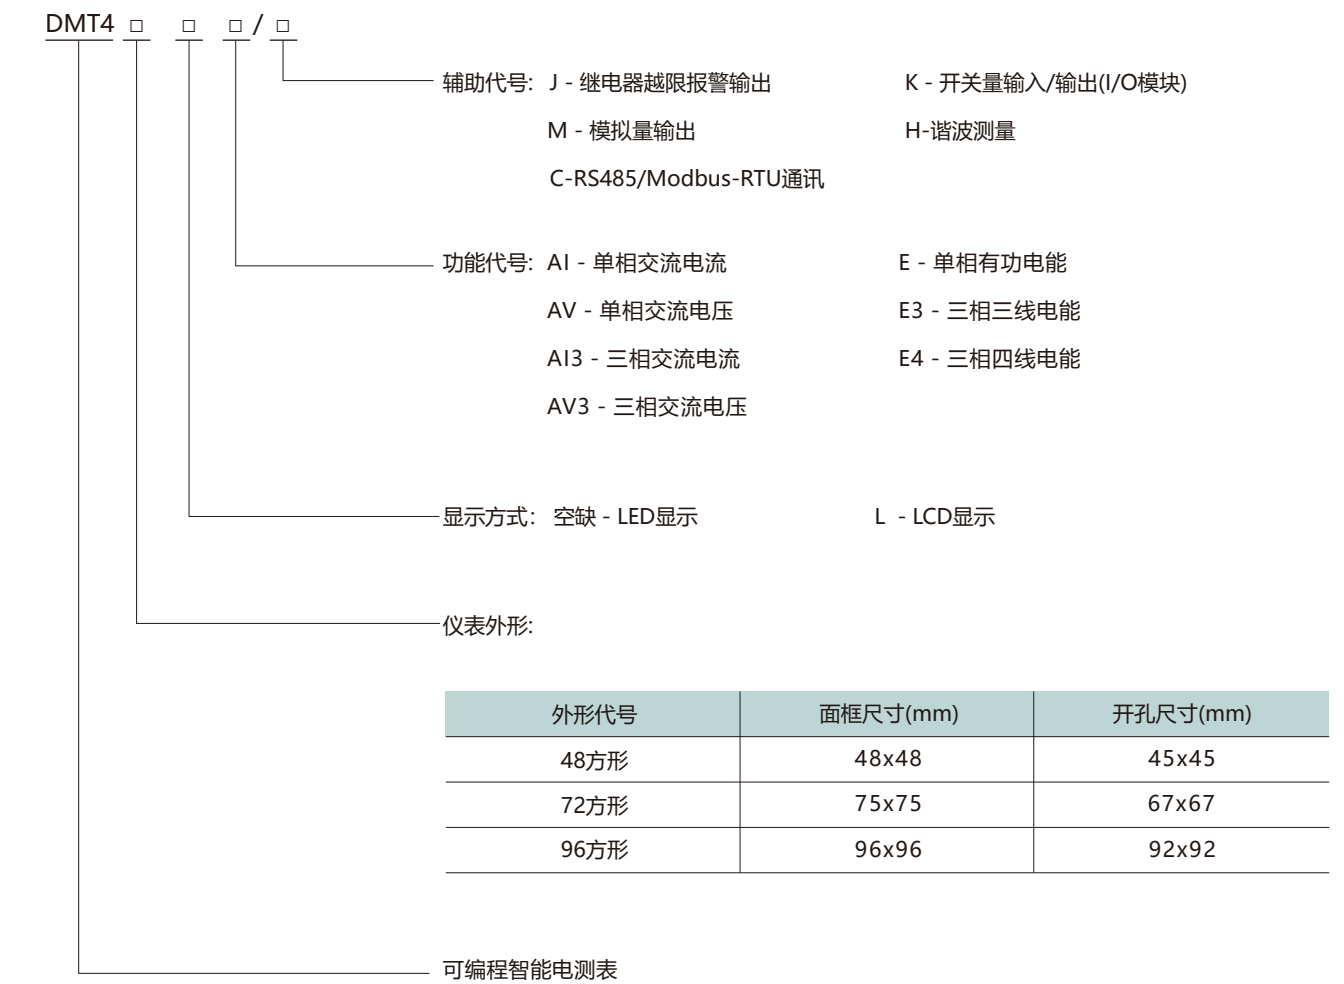 DMT4 □ □ □ / □
辅助代号: J - 继电器越限报警输出 K - 开关量输入/输出(I/O模块)
M - 模拟量输出 H-谐波测量
C-RS485/Modbus-RTU通讯
功能代号: AI - 单相交流电流 E - 单相有功电能
AV - 单相交流电压 E3 - 三相三线电能
AI3 - 三相交流电流 E4 - 三相四线电能
AV3 - 三相交流电压
显示方式: 空缺 - LED显示 L - LCD显示
仪表外形:
外形代号 面框尺寸(mm) 开孔尺寸(mm)
48方形 48x48 45x45
72方形 75x75 67x67
96方形 96x96 92x92
可编程智能电测表